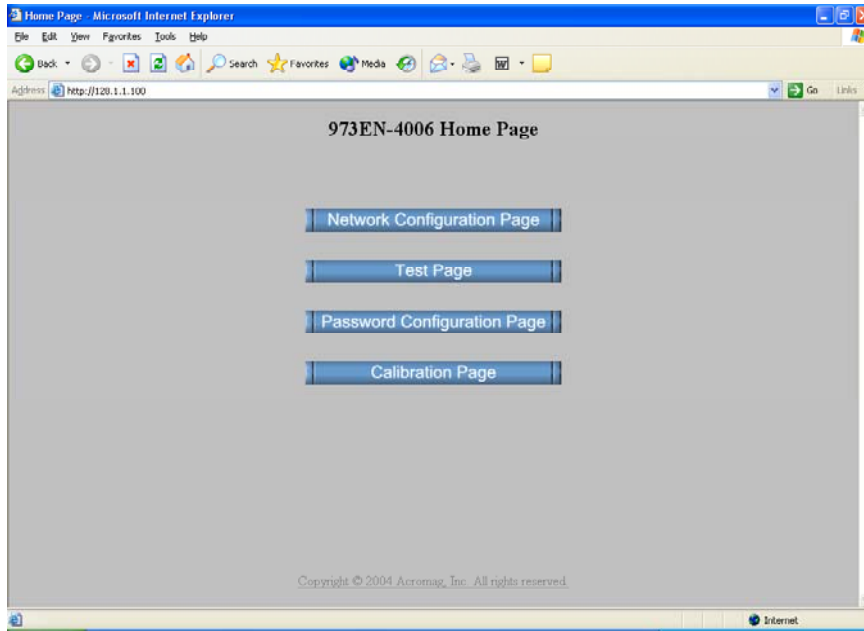 Home Page - Microsoft Internet Explorer
File Edit View Favorites Tools Help
Back Search Favorites Media
Address http://128.1.1.100 Go Links
973EN-4006 Home Page
Network Configuration Page
Test Page
Password Configuration Page
Calibration Page
Copyright © 2004 Acromag, Inc. All rights reserved.
Internet